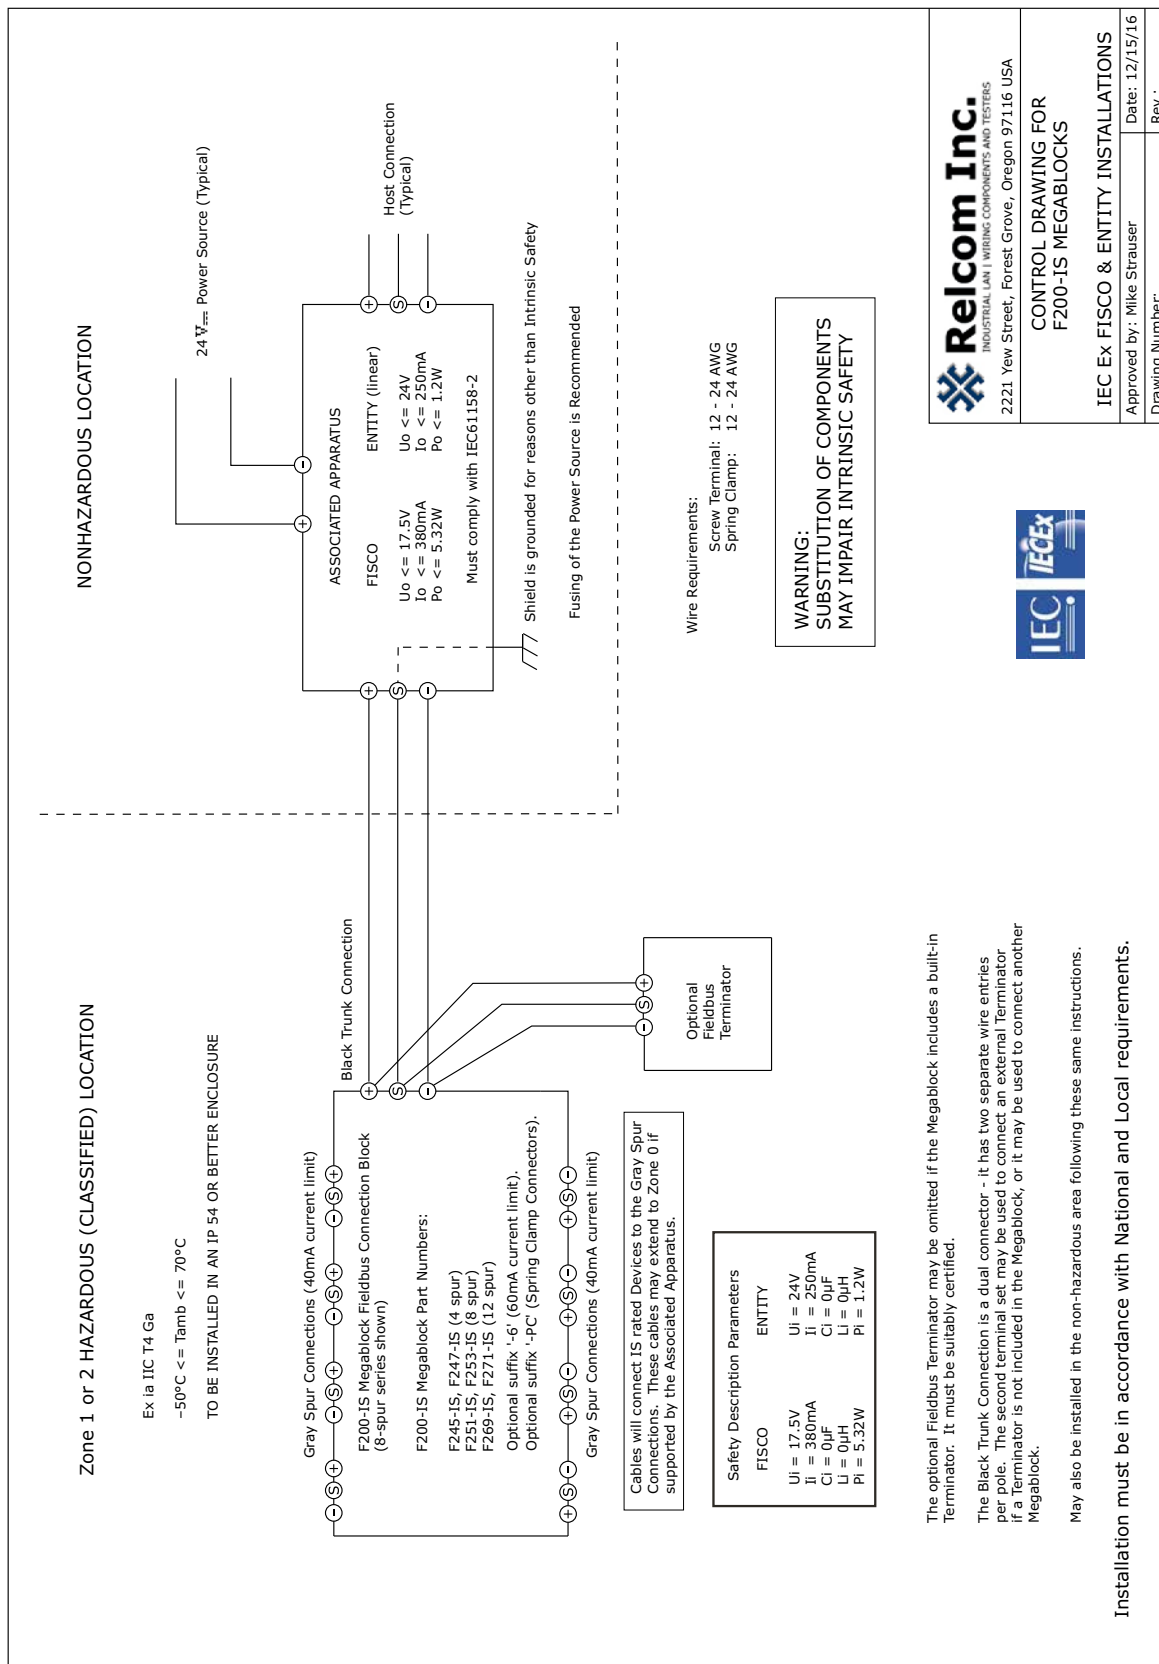 Zone 1 or 2 HAZARDOUS (CLASSIFIED) LOCATION
Ex ia IIC T4 Ga
-50°C <= Tamb <= 70°C
TO BE INSTALLED IN AN IP 54 OR BETTER ENCLOSURE
Gray Spur Connections (40mA current limit)
- S + - S + - S + - S +
F200-IS Megablock Fieldbus Connection Block
(8-spur series shown)
F200-IS Megablock Part Numbers:
F245-IS, F247-IS (4 spur)
F251-IS, F253-IS (8 spur)
F269-IS, F271-IS (12 spur)
Optional suffix '-6' (60mA current limit).
Optional suffix '-PC' (Spring Clamp Connectors).
+ S - + S - + S - + S -
Gray Spur Connections (40mA current limit)
Black Trunk Connection
+
S
-
- S +
Optional
Fieldbus
Terminator
Cables will connect IS rated Devices to the Gray Spur
Connections. These cables may extend to Zone 0 if
supported by the Associated Apparatus.
Safety Description Parameters
FISCO ENTITY
Ui = 17.5V Ui = 24V
Ii = 380mA Ii = 250mA
Ci = 0µF Ci = 0µF
Li = 0µH Li = 0µH
Pi = 5.32W Pi = 1.2W
The optional Fieldbus Terminator may be omitted if the Megablock includes a built-in
Terminator. It must be suitably certified.
The Black Trunk Connection is a dual connector - it has two separate wire entries
per pole. The second terminal set may be used to connect an external Terminator
if a Terminator is not included in the Megablock, or it may be used to connect another
Megablock.
May also be installed in the non-hazardous area following these same instructions.
Installation must be in accordance with National and Local requirements.
NONHAZARDOUS LOCATION
24 V Power Source (Typical)
+ -
ASSOCIATED APPARATUS
FISCO ENTITY (linear)
Uo <= 17.5V Uo <= 24V
Io <= 380mA Io <= 250mA
Po <= 5.32W Po <= 1.2W
Must comply with IEC61158-2
+
S
-
+
S
-
Host Connection
(Typical)
Shield is grounded for reasons other than Intrinsic Safety
Fusing of the Power Source is Recommended
Wire Requirements:
Screw Terminal: 12 - 24 AWG
Spring Clamp: 12 - 24 AWG
WARNING:
SUBSTITUTION OF COMPONENTS
MAY IMPAIR INTRINSIC SAFETY
IEC IECEx
Relcom Inc.
INDUSTRIAL LAN | WIRING COMPONENTS AND TESTERS
2221 Yew Street, Forest Grove, Oregon 97116 USA
CONTROL DRAWING FOR
F200-IS MEGABLOCKS
IEC Ex FISCO & ENTITY INSTALLATIONS
Approved by: Mike Strauser Date: 12/15/16
Drawing Number: Rev.: